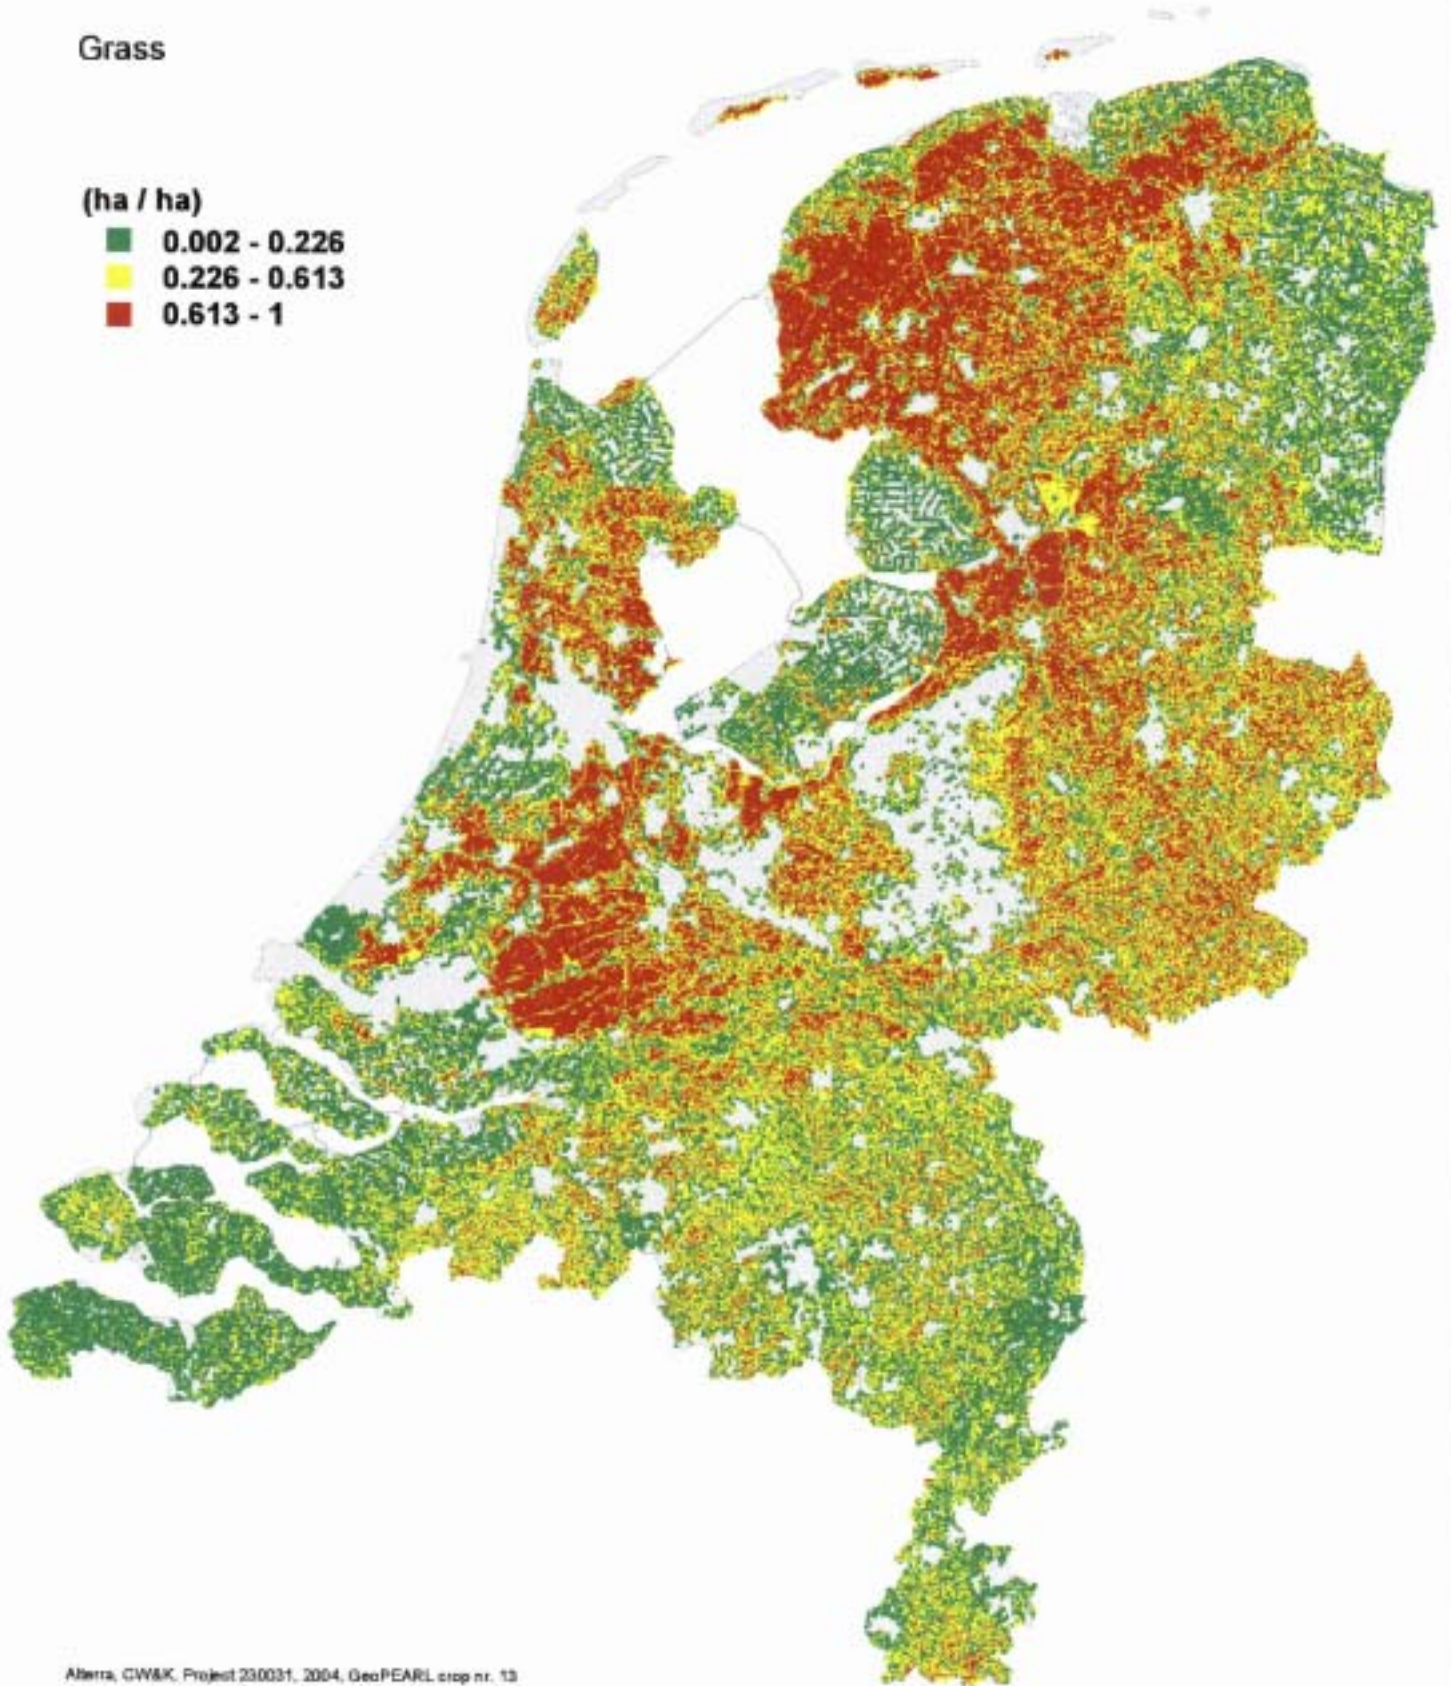 Grass
(ha / ha)
0.002 - 0.226
0.226 - 0.613
0.613 - 1
Alterra, CW&K, Project 230031, 2004, GeoPEARL crop nr. 13